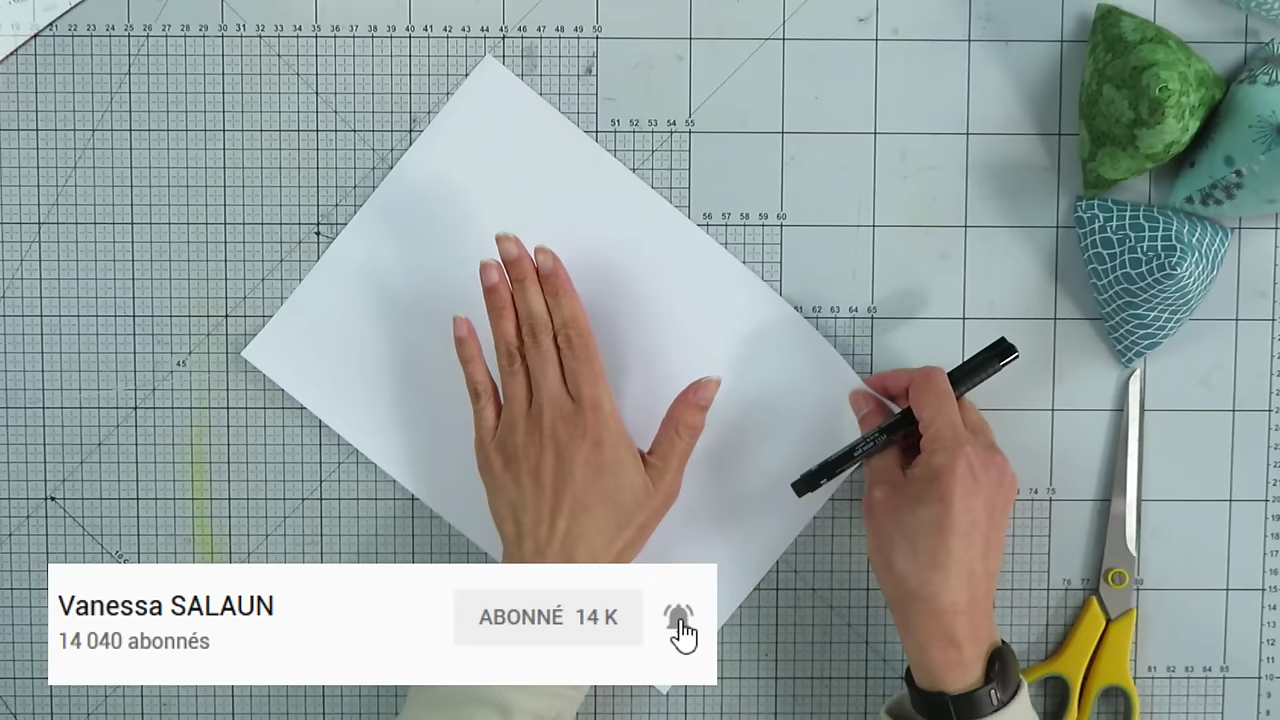 21 22 23 24 25 26 27 28 29 30 31 32 33 34 35 36 37 38 39 40 41 42 43 44 45 46 47 48 49 50
51 52 53 54 55
56 57 58 59 60
61 62 63 64 65
45
74 75
76 77 80
81 82 83 84 85
Vanessa SALAUN
14 040 abonnés
ABONNÉ 14 K